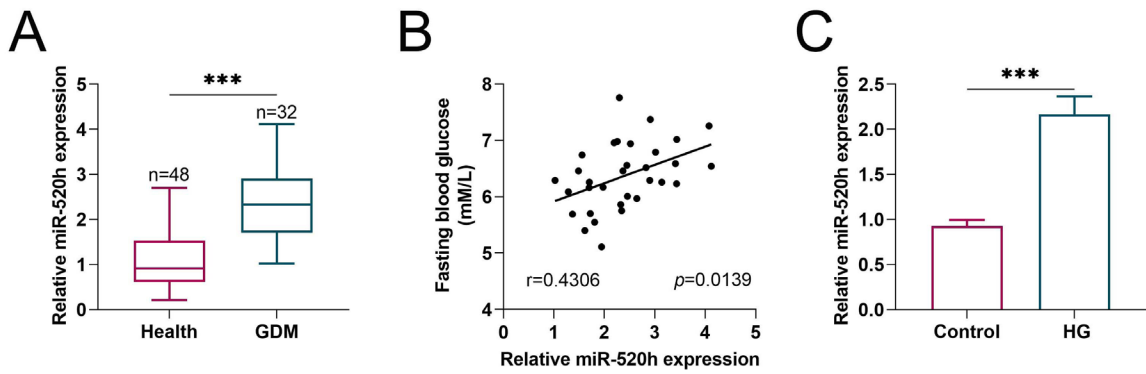 A
Relative miR-520h expression
5
4
3
2
1
0
***
n=48
n=32
Health
GDM
B
Fasting blood glucose
(mM/L)
8
7
6
5
4
r=0.4306
p=0.0139
0
1
2
3
4
5
Relative miR-520h expression
C
Relative miR-520h expression
2.5
2.0
1.5
1.0
0.5
0.0
***
Control
HG